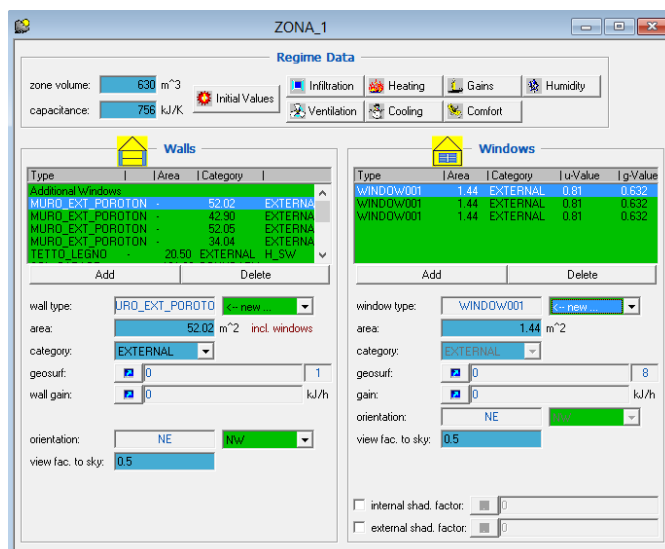 ZONA_1
Regime Data
zone volume: 630 m^3
capacitance: 756 kJ/K
Initial Values
Infiltration Heating Gains Humidity
Ventilation Cooling Comfort
Walls
Type | |Area |Category |
Additional Windows
MURO_EXT_POROTON - 52.02 EXTERNA
MURO_EXT_POROTON - 42.90 EXTERNA
MURO_EXT_POROTON - 52.05 EXTERNA
MURO_EXT_POROTON - 34.04 EXTERNA
TETTO_LEGNO - 20.50 EXTERNAL H_SW
Add Delete
wall type: URO_EXT_POROTO <-- new ...
area: 52.02 m^2 incl. windows
category: EXTERNAL
geosurf: 0 1
wall gain: 0 kJ/h
orientation: NE NW
view fac. to sky: 0.5
Windows
Type |Area |Category |u-Value |g-Value
WINDOW001 1.44 EXTERNAL 0.81 0.632
WINDOW001 1.44 EXTERNAL 0.81 0.632
WINDOW001 1.44 EXTERNAL 0.81 0.632
Add Delete
window type: WINDOW001 <-- new ...
area: 1.44 m^2
category: EXTERNAL
geosurf: 0 8
gain: 0 kJ/h
orientation: NE
view fac. to sky: 0.5
internal shad. factor: 0
external shad. factor: 0